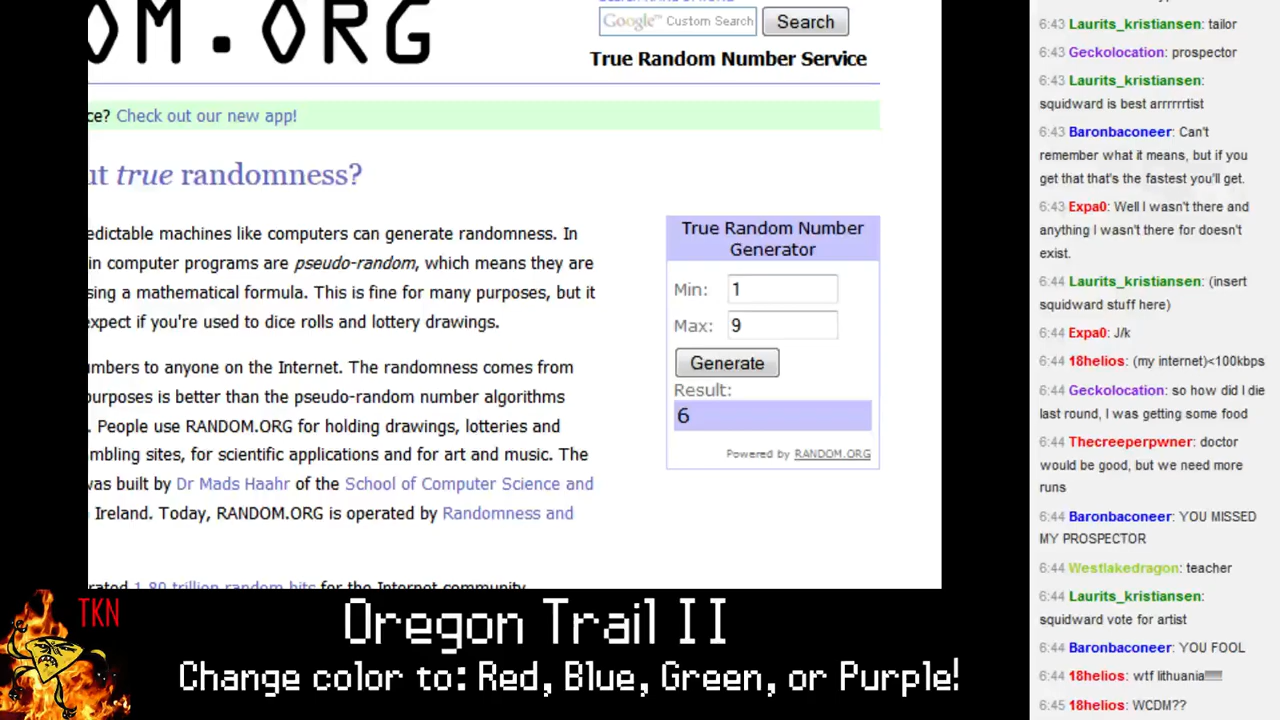 OM.ORG
Google™ Custom Search
Search
True Random Number Service
ce? Check out our new app!
ut true randomness?
edictable machines like computers can generate randomness. In
in computer programs are pseudo-random, which means they are
sing a mathematical formula. This is fine for many purposes, but it
expect if you're used to dice rolls and lottery drawings.
umbers to anyone on the Internet. The randomness comes from
purposes is better than the pseudo-random number algorithms
. People use RANDOM.ORG for holding drawings, lotteries and
mbling sites, for scientific applications and for art and music. The
was built by Dr Mads Haahr of the School of Computer Science and
Ireland. Today, RANDOM.ORG is operated by Randomness and
rated 1.80 trillion random bits for the Internet community
True Random Number
Generator
Min: 1
Max: 9
Generate
Result:
6
Powered by RANDOM.ORG
TKN
Oregon Trail II
Change color to: Red, Blue, Green, or Purple!
6:43 Laurits_kristiansen: tailor
6:43 Geckolocation: prospector
6:43 Laurits_kristiansen:
squidward is best arrrrrrtist
6:43 Baronbaconeer: Can't
remember what it means, but if you
get that that's the fastest you'll get.
6:43 Expa0: Well I wasn't there and
anything I wasn't there for doesn't
exist.
6:44 Laurits_kristiansen: (insert
squidward stuff here)
6:44 Expa0: J/k
6:44 18helios: (my internet)<100kbps
6:44 Geckolocation: so how did I die
last round, I was getting some food
6:44 Thecreeperpwner: doctor
would be good, but we need more
runs
6:44 Baronbaconeer: YOU MISSED
MY PROSPECTOR
6:44 Westlakedragon: teacher
6:44 Laurits_kristiansen:
squidward vote for artist
6:44 Baronbaconeer: YOU FOOL
6:44 18helios: wtf lithuania
6:45 18helios: WCDM??